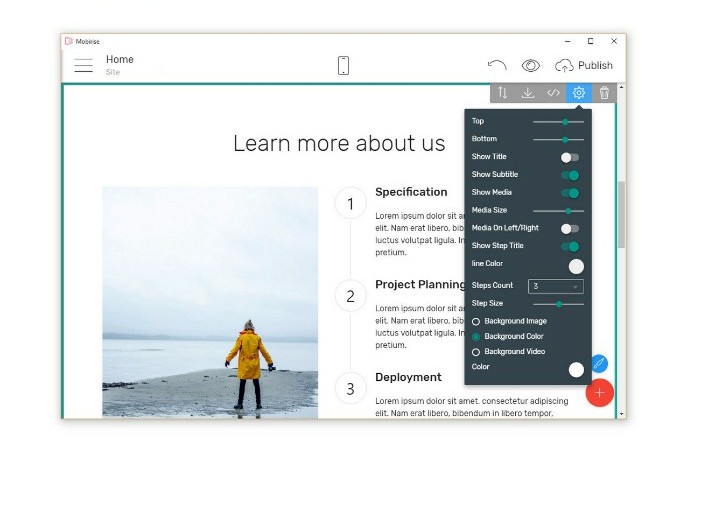 Mobirise
Home
Site
Publish
Learn more about us
1
Specification
Lorem ipsum dolor sit
elit. Nam erat libero, bib
luctus volutpat ligula. In
pretium.
2
Project Planning
Lorem ipsum dolor sit
elit. Nam erat libero, bib
luctus volutpat ligula. In
pretium.
3
Deployment
Lorem ipsum dolor sit amet, consectetur adipiscing
elit. Nam erat libero, bibendum in libero tempor,
Top
Bottom
Show Title
Show Subtitle
Show Media
Media Size
Media On Left/Right
Show Step Title
line Color
Steps Count
3
Step Size
Background Image
Background Color
Background Video
Color